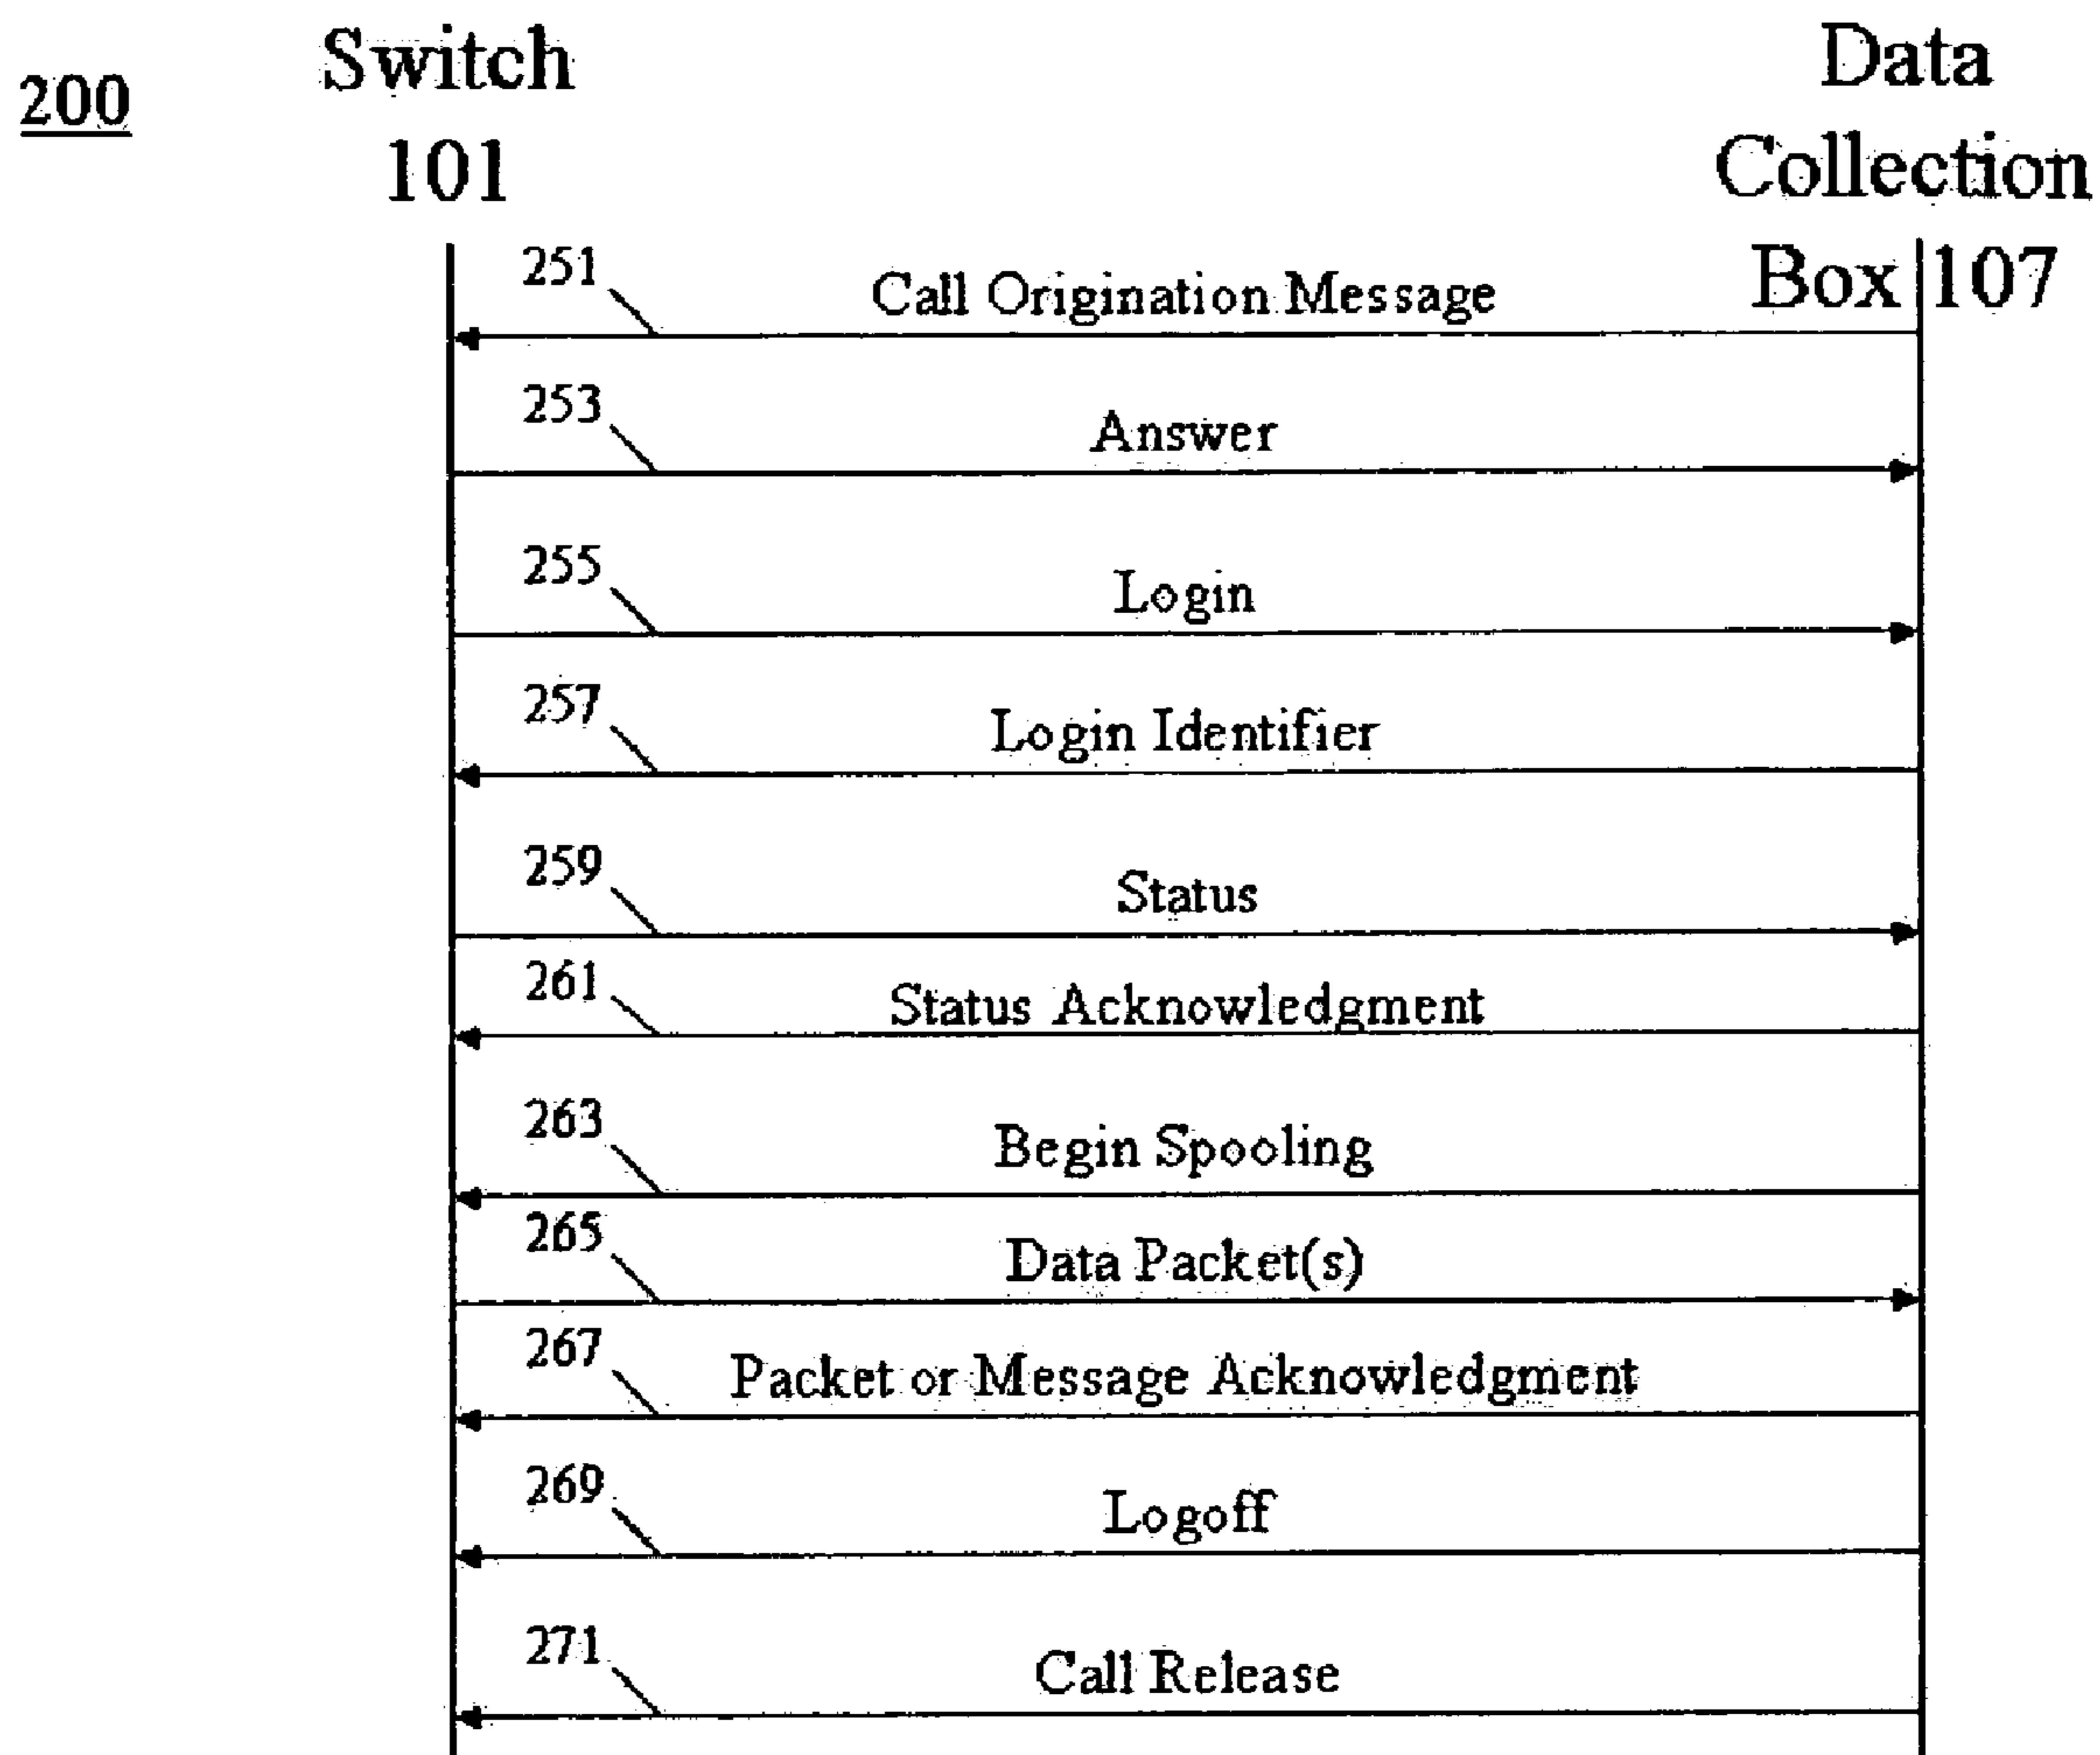 200
Switch
101
Data
Collection
Box 107
251
Call Origination Message
253
Answer
255
Login
257
Login Identifier
259
Status
261
Status Acknowledgment
263
Begin Spooling
265
Data Packet(s)
267
Packet or Message Acknowledgment
269
Logoff
271
Call Release